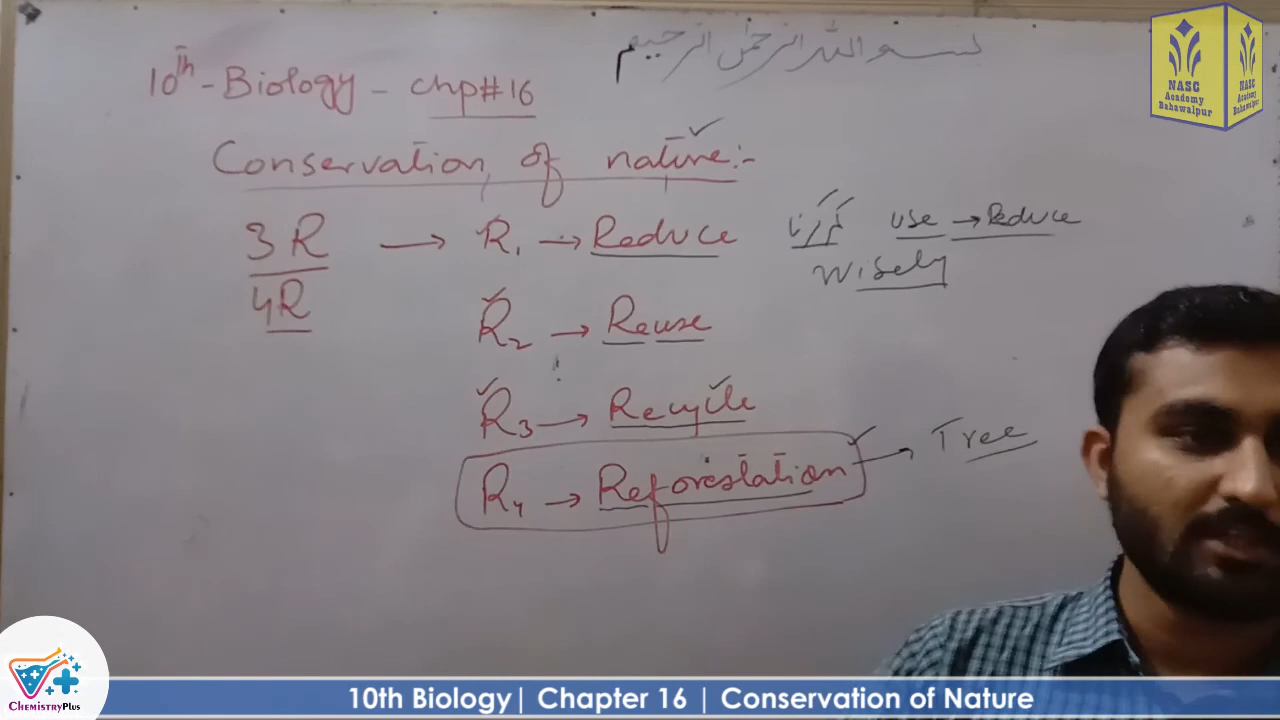 بسم اللہ الرحمٰن الرحیم
10th - Biology - chp#16
Conservation of nature:-
3R → R1 → Reduce کم کرنا use → Reduce
wisely
4R
R2 → Reuse
R3 → Recycle
R4 → Reforestation → Tree
NASC
Academy
Bahawalpur
ChemistryPlus
10th Biology| Chapter 16 | Conservation of Nature